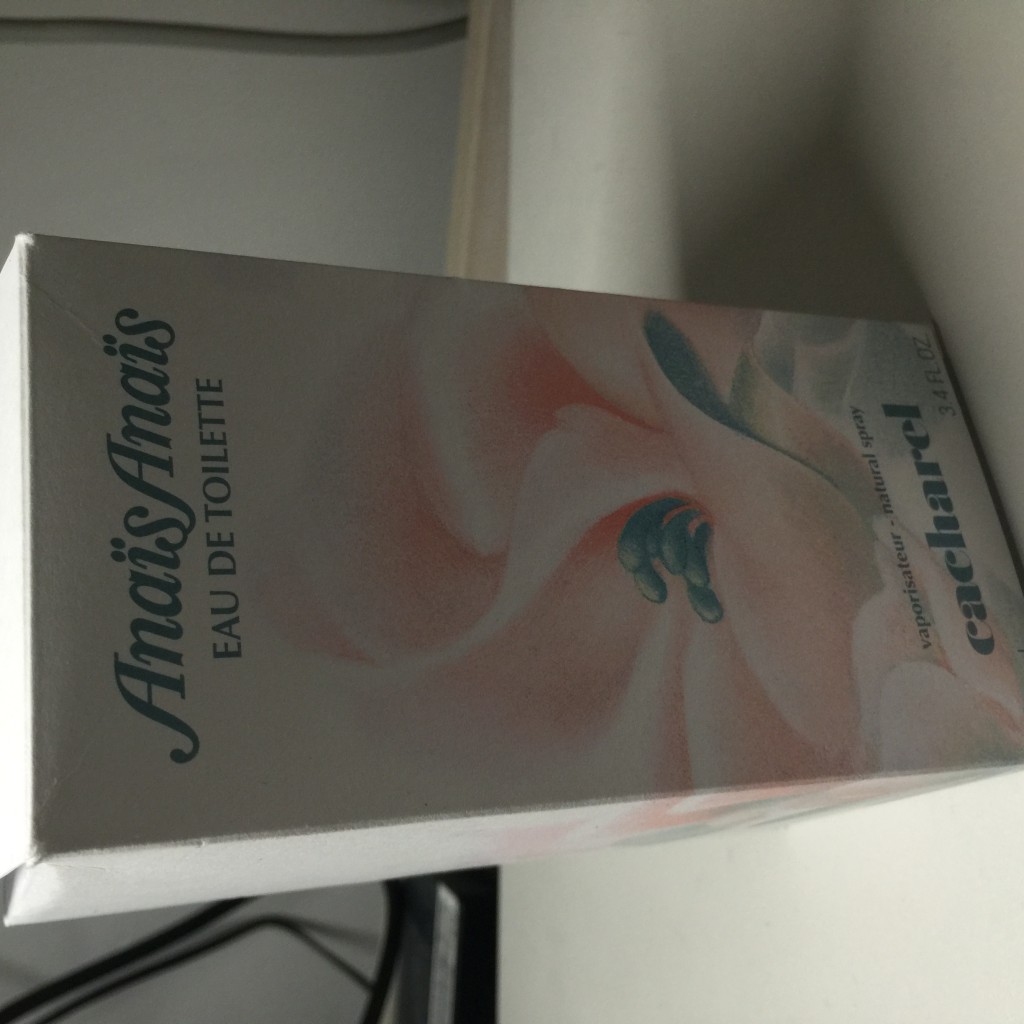 AnaïsAnaïs
EAU DE TOILETTE
vaporisateur - natural spray
cacharel
3.4 FL.OZ.